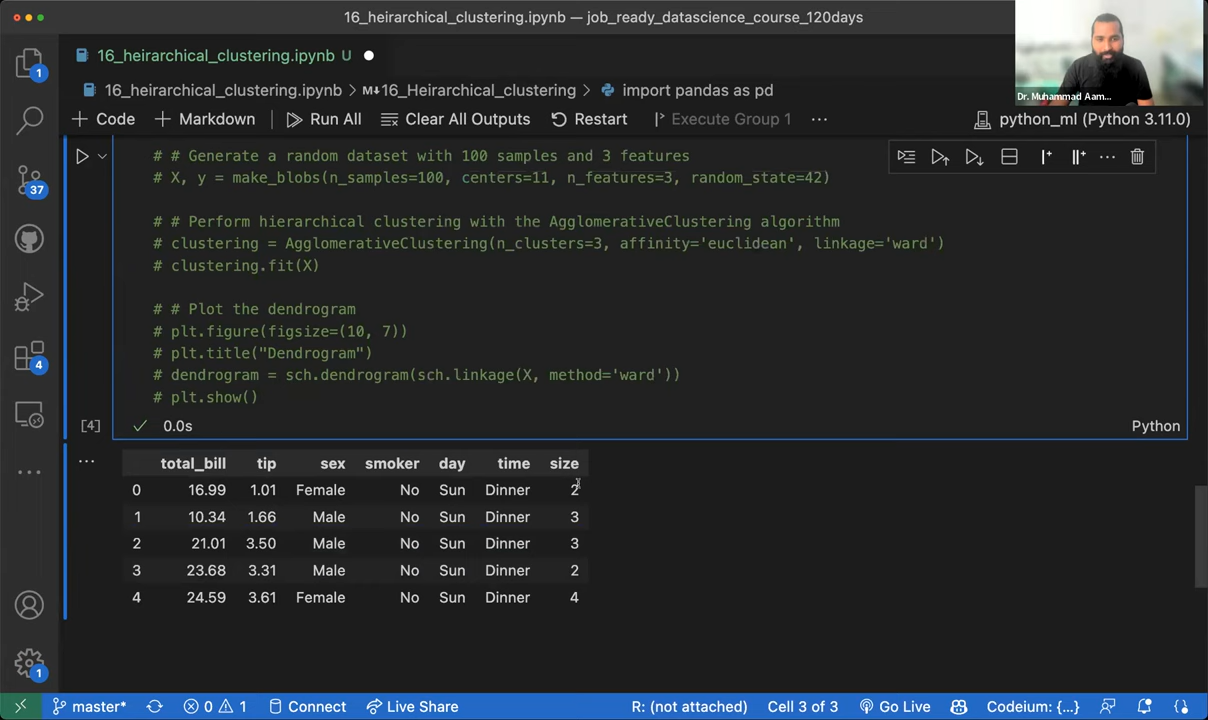 16_heirarchical_clustering.ipynb — job_ready_datascience_course_120days
16_heirarchical_clustering.ipynb U
Dr. Muhammad Aam...
16_heirarchical_clustering.ipynb > M↓16_Heirarchical_clustering > import pandas as pd
+ Code + Markdown Run All Clear All Outputs Restart Execute Group 1 ... python_ml (Python 3.11.0)
# # Generate a random dataset with 100 samples and 3 features
# X, y = make_blobs(n_samples=100, centers=11, n_features=3, random_state=42)
# # Perform hierarchical clustering with the AgglomerativeClustering algorithm
# clustering = AgglomerativeClustering(n_clusters=3, affinity='euclidean', linkage='ward')
# clustering.fit(X)
# # Plot the dendrogram
# plt.figure(figsize=(10, 7))
# plt.title("Dendrogram")
# dendrogram = sch.dendrogram(sch.linkage(X, method='ward'))
# plt.show()
[4] 0.0s Python
total_bill tip sex smoker day time size
0 16.99 1.01 Female No Sun Dinner 2
1 10.34 1.66 Male No Sun Dinner 3
2 21.01 3.50 Male No Sun Dinner 3
3 23.68 3.31 Male No Sun Dinner 2
4 24.59 3.61 Female No Sun Dinner 4
1
37
4
1
master* 0 1 Connect Live Share R: (not attached) Cell 3 of 3 Go Live Codeium: {...}